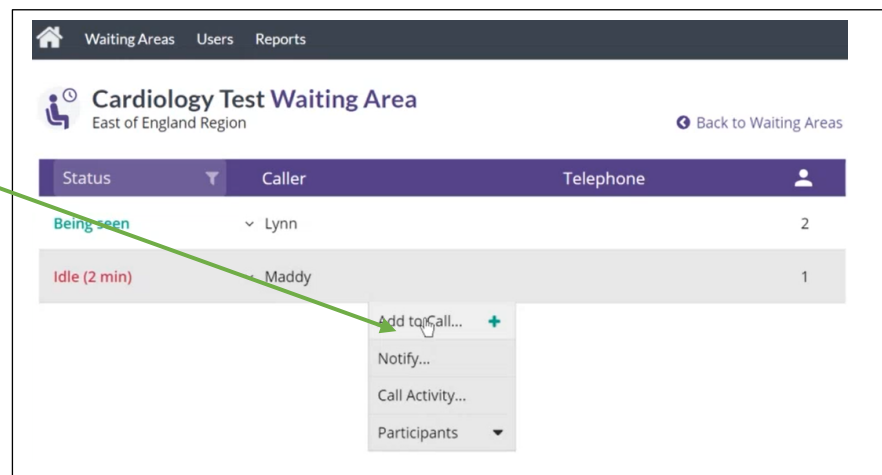 Waiting Areas Users Reports
Cardiology Test Waiting Area
East of England Region
Back to Waiting Areas
Status Caller Telephone
Being seen Lynn 2
Idle (2 min) Maddy 1
Add to Call...
Notify...
Call Activity...
Participants